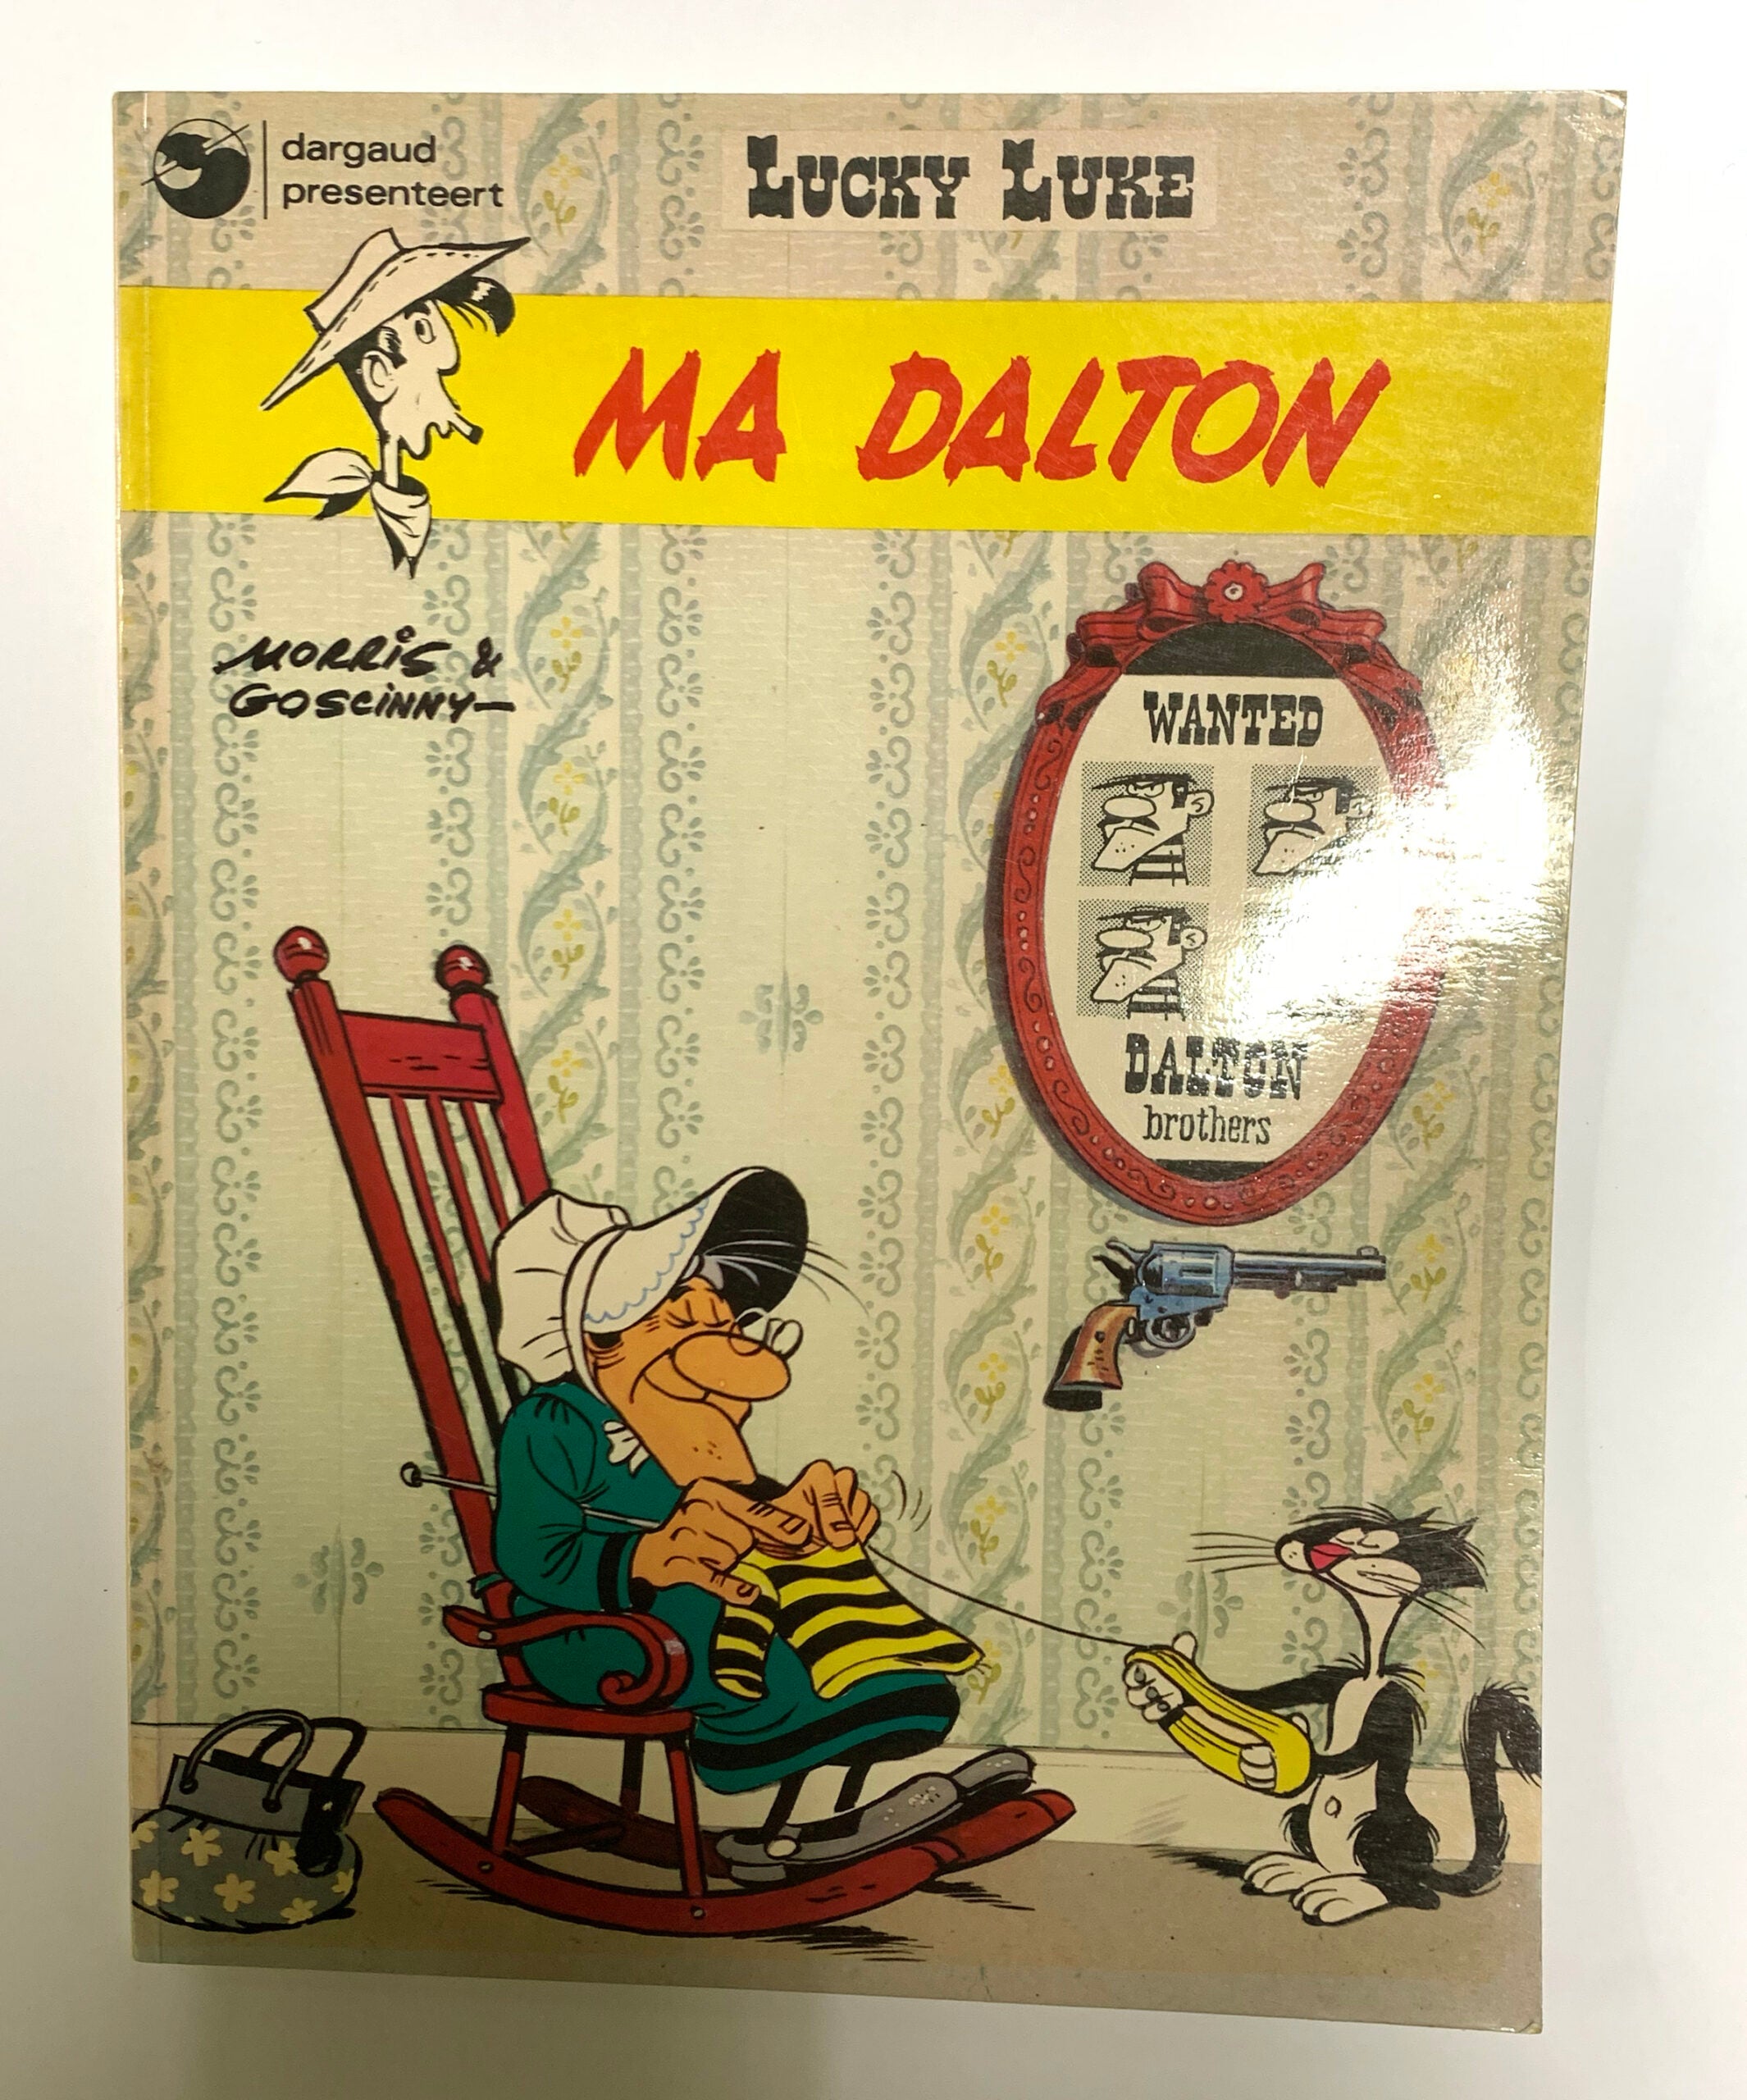 dargaud
presenteert
LUCKY LUKE
MA DALTON
MORRIS &
GOSCINNY
WANTED
DALTON
brothers